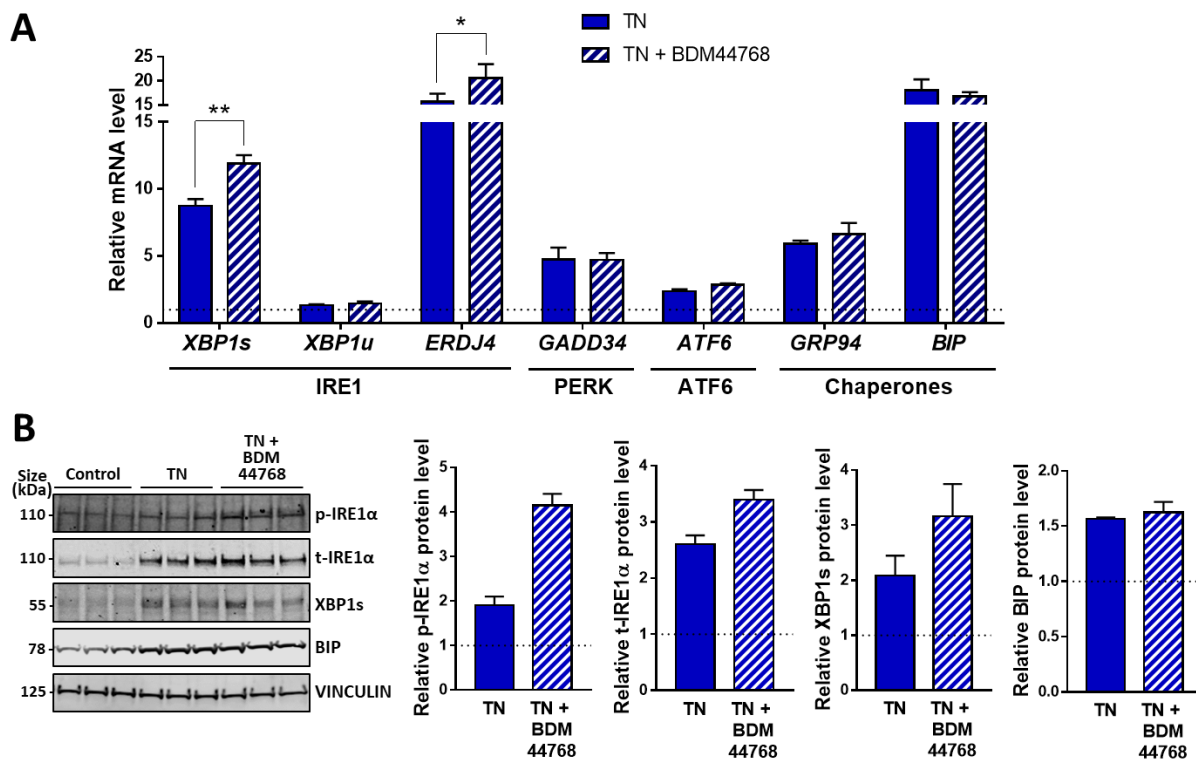 A
TN
TN + BDM44768
Relative mRNA level
25
20
15
15
10
5
0
**
*
XBP1s XBP1u ERDJ4 GADD34 ATF6 GRP94 BIP
IRE1 PERK ATF6 Chaperones
B
Size
(kDa)
Control TN TN +
BDM
44768
110 p-IRE1α
110 t-IRE1α
55 XBP1s
78 BIP
125 VINCULIN
Relative p-IRE1α protein level
5
4
3
2
1
0
TN TN +
BDM
44768
Relative t-IRE1α protein level
4
3
2
1
0
TN TN +
BDM
44768
Relative XBP1s protein level
4
3
2
1
0
TN TN +
BDM
44768
Relative BIP protein level
2.0
1.5
1.0
0.5
0.0
TN TN +
BDM
44768